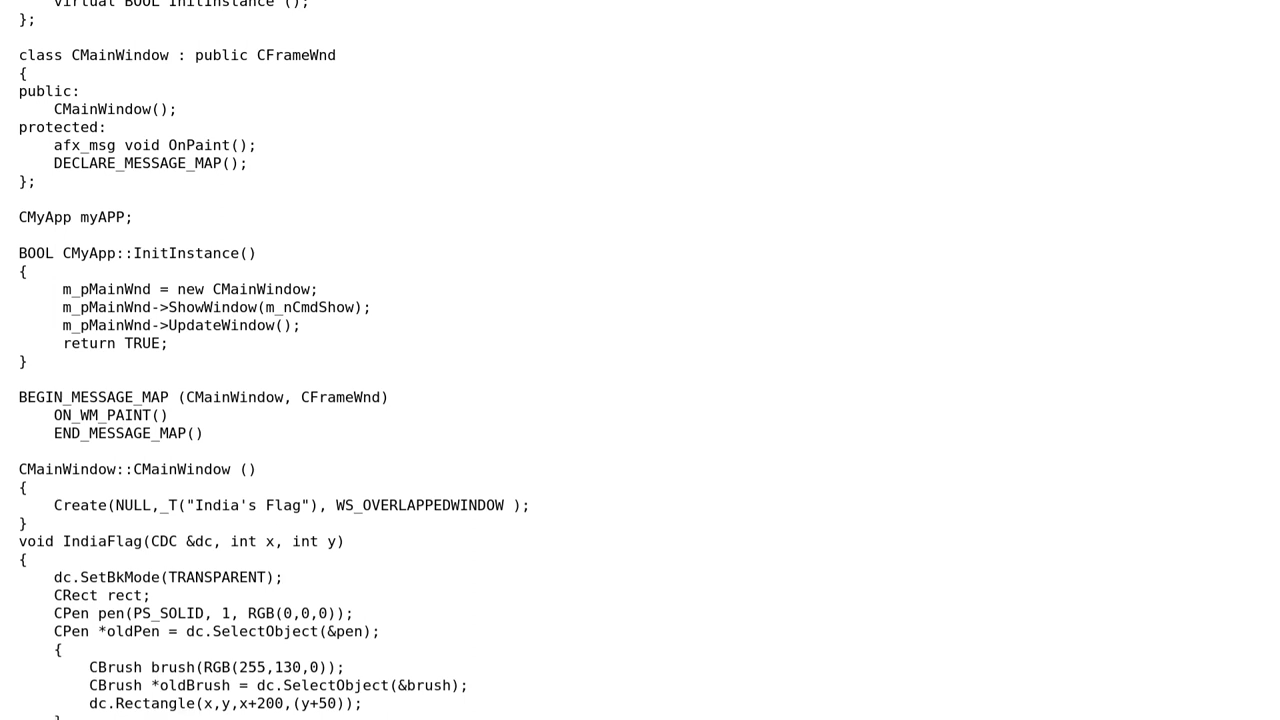 virtual BOOL InitInstance ();
};

class CMainWindow : public CFrameWnd
{
public:
    CMainWindow();
protected:
    afx_msg void OnPaint();
    DECLARE_MESSAGE_MAP();
};

CMyApp myAPP;

BOOL CMyApp::InitInstance()
{
     m_pMainWnd = new CMainWindow;
     m_pMainWnd->ShowWindow(m_nCmdShow);
     m_pMainWnd->UpdateWindow();
     return TRUE;
}

BEGIN_MESSAGE_MAP (CMainWindow, CFrameWnd)
    ON_WM_PAINT()
    END_MESSAGE_MAP()

CMainWindow::CMainWindow ()
{
    Create(NULL,_T("India's Flag"), WS_OVERLAPPEDWINDOW );
}
void IndiaFlag(CDC &dc, int x, int y)
{
    dc.SetBkMode(TRANSPARENT);
    CRect rect;
    CPen pen(PS_SOLID, 1, RGB(0,0,0));
    CPen *oldPen = dc.SelectObject(&pen);
    {
        CBrush brush(RGB(255,130,0));
        CBrush *oldBrush = dc.SelectObject(&brush);
        dc.Rectangle(x,y,x+200,(y+50));
    }